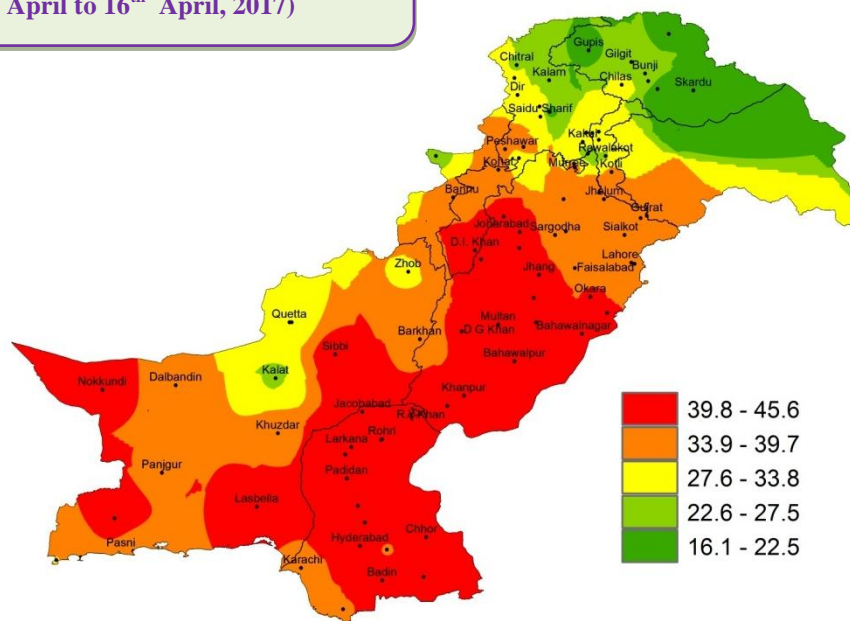 April to 16th April, 2017)
Gupis
Chitral
Gilgit
Kalam
Bunji
Chilas
Skardu
Dir
Saidu Sharif
Kakul
Peshawar
Rawalakot
Kohat
Kotli
Bannu
Jhelum
Gujrat
Joharabad
Sargodha
Sialkot
D.I. Khan
Lahore
Zhob
Jhang
Faisalabad
Okara
Quetta
Multan
Barkhan
D G Khan
Bahawalnagar
Sibbi
Bahawalpur
Kalat
Nokkundi
Dalbandin
Khanpur
Jacobabad
R.Y.Khan
Khuzdar
Rohri
Larkana
Panjgur
Padidan
Lasbella
Chhor
Hyderabad
Pasni
Karachi
Badin
39.8 - 45.6
33.9 - 39.7
27.6 - 33.8
22.6 - 27.5
16.1 - 22.5